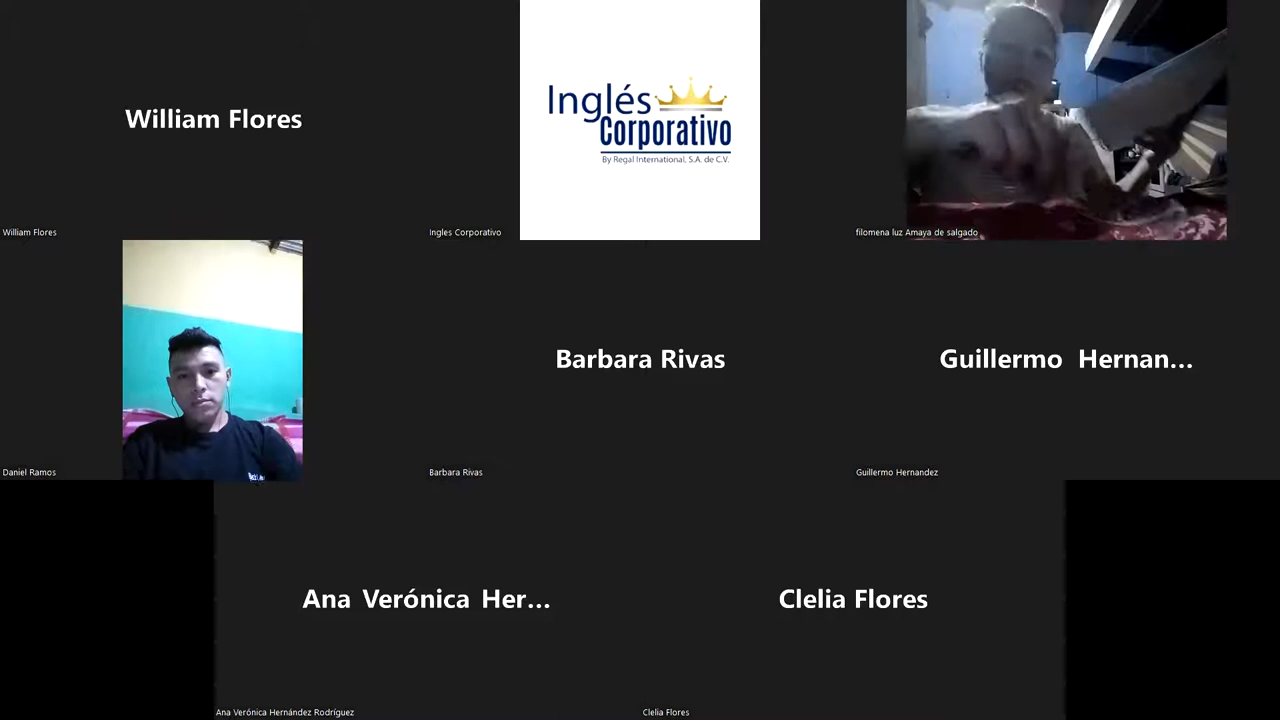 William Flores
Inglés
Corporativo
By Regal International, S.A. de C.V.
William Flores
Ingles Corporativo
filomena luz Amaya de salgado
Barbara Rivas
Guillermo Hernan...
Daniel Ramos
Barbara Rivas
Guillermo Hernandez
Ana Verónica Her...
Clelia Flores
Ana Verónica Hernández Rodríguez
Clelia Flores